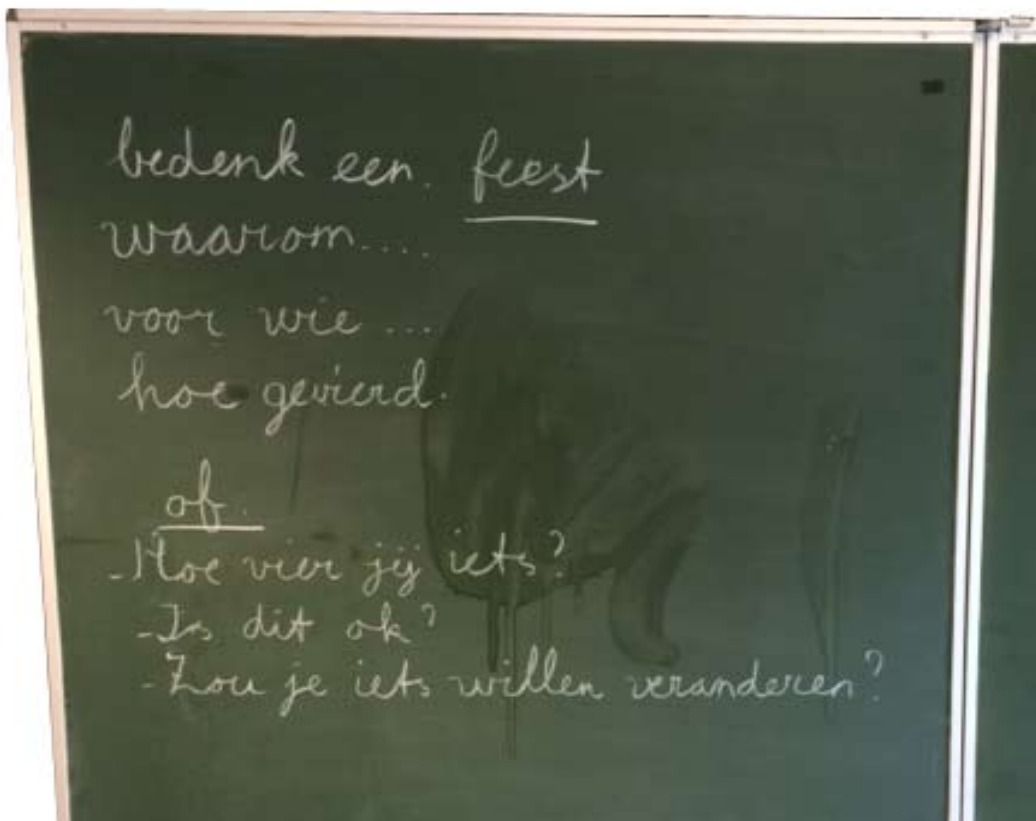 bedenk een. feest
waarom....
voor wie ...
hoe gevierd.
of.
-Hoe vier jij iets?
-Is dit ok?
-Zou je iets willen veranderen?